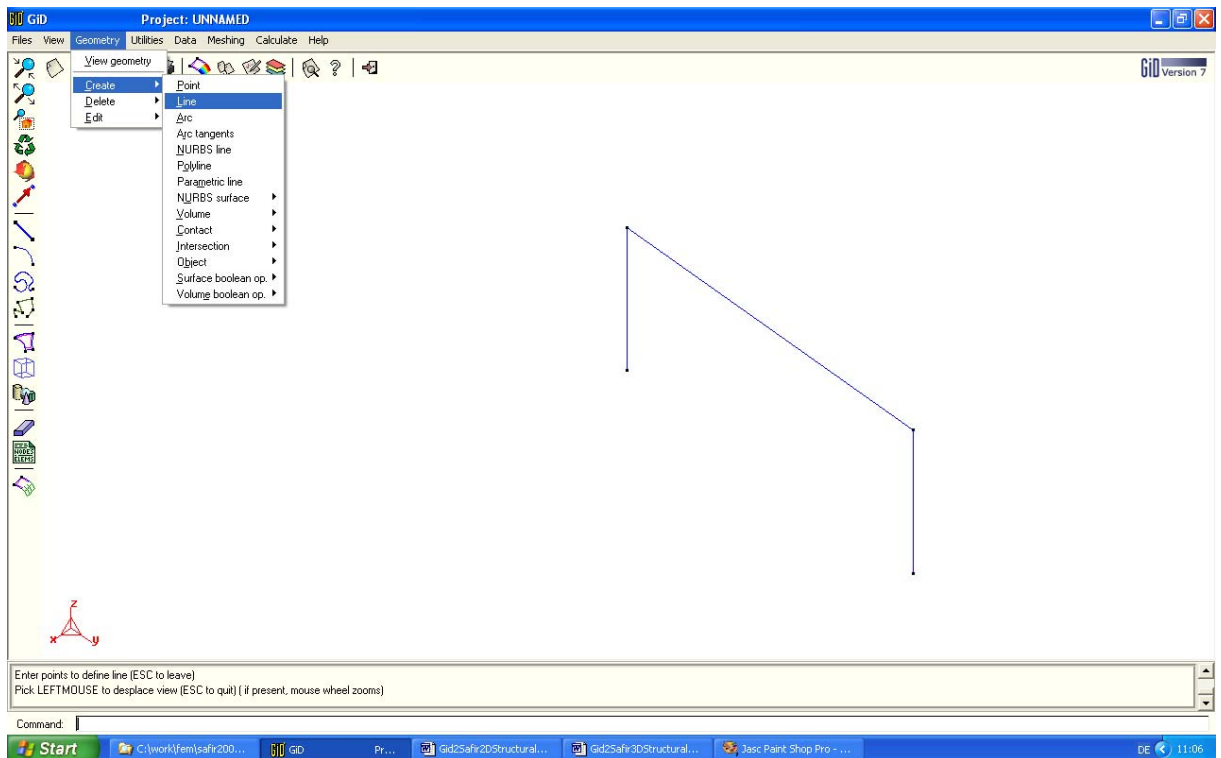 GiD GiD Project: UNNAMED
Files View Geometry Utilities Data Meshing Calculate Help
View geometry
Create
Delete
Edit
Point
Line
Arc
Arc tangents
NURBS line
Polyline
Parametric line
NURBS surface
Volume
Contact
Intersection
Object
Surface boolean op.
Volume boolean op.
GiD Version 7
NODES
ELEMS
z
x y
Enter points to define line (ESC to leave)
Pick LEFTMOUSE to desplace view (ESC to quit) ( if present, mouse wheel zooms)
Command:
Start C:\work\fem\safir200... GiD GiD Pr... Gid2Safir2DStructural... Gid2Safir3DStructural... Jasc Paint Shop Pro - ... DE 11:06